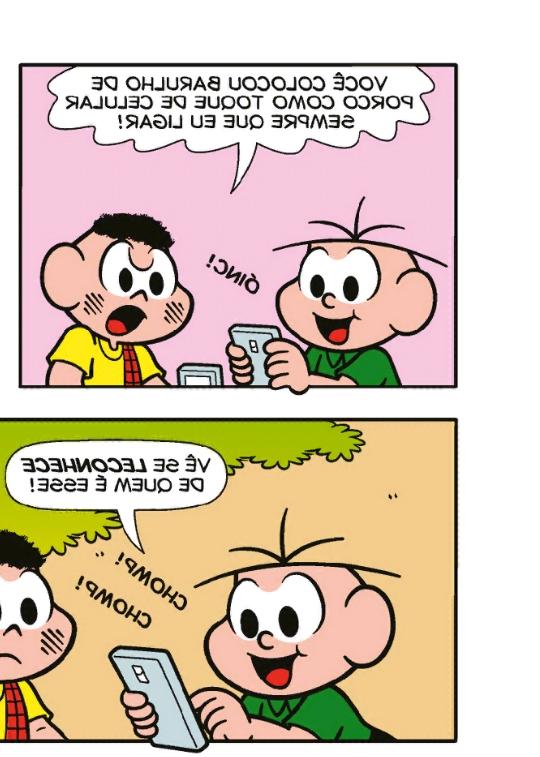 VOCÊ COLOCOU BARULHO DE
PORCO COMO TOQUE DE CELULAR
SEMPRE QUE EU LIGAR!
ÓINC!
VÊ SE LECONHECE
DE QUEM É ESSE!
CHOMP!
CHOMP!